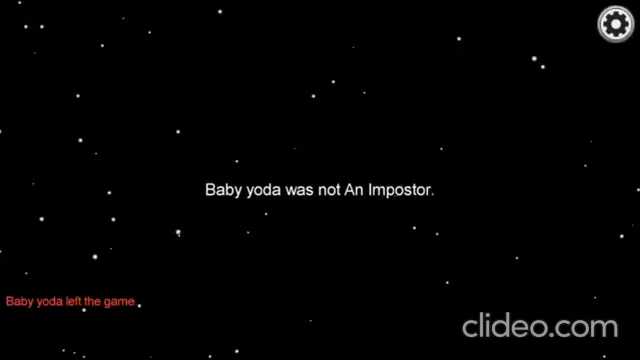 Baby yoda was not An Impostor.
Baby yoda left the game.
clideo.com